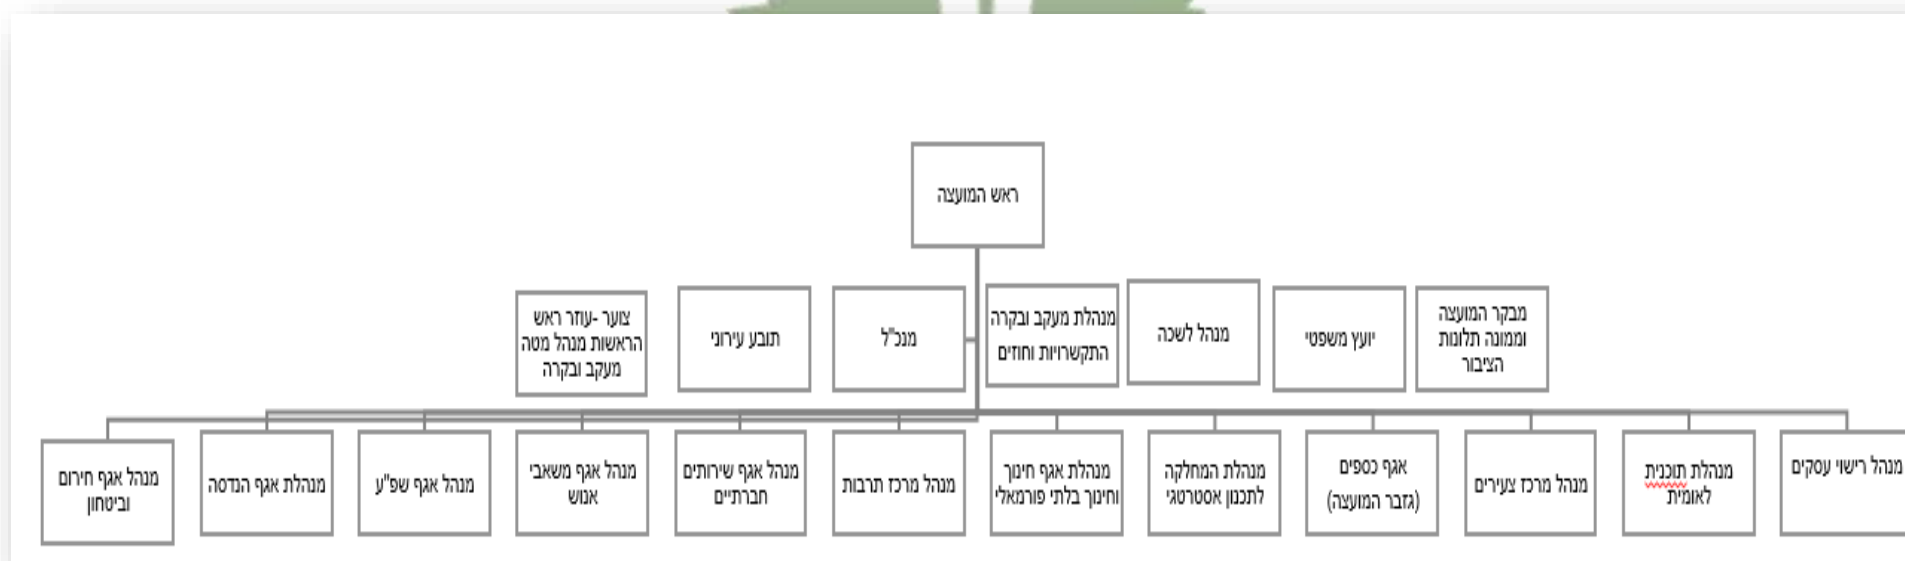 ראש המועצה
מבקר המועצה
וממונה תלונות
הציבור
יועץ משפטי
מנהל לשכה
מנהלת מעקב ובקרה
התקשרויות וחוזים
מנכ"ל
תובע עירוני
צוער -עוזר ראש
הראשות מנהל מטה
מעקב ובקרה
מנהל רישוי עסקים
מנהלת תוכנית
לאומית
מנהל מרכז צעירים
אגף כספים
(גזבר המועצה)
מנהלת המחלקה
לתכנון אסטרטגי
מנהלת אגף חינוך
וחינוך בלתי פורמאלי
מנהל מרכז תרבות
מנהל אגף שירותים
חברתיים
מנהל אגף משאבי
אנוש
מנהל אגף שפ"ע
מנהלת אגף הנדסה
מנהל אגף חירום
וביטחון